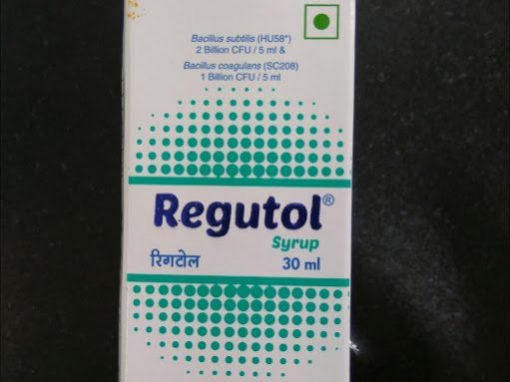 Bacillus subtilis (HU58*)
2 Billion CFU / 5 ml &
Bacillus coagulans (SC208)
1 Billion CFU / 5 ml
Regutol®
Syrup
रिगटोल 30 ml